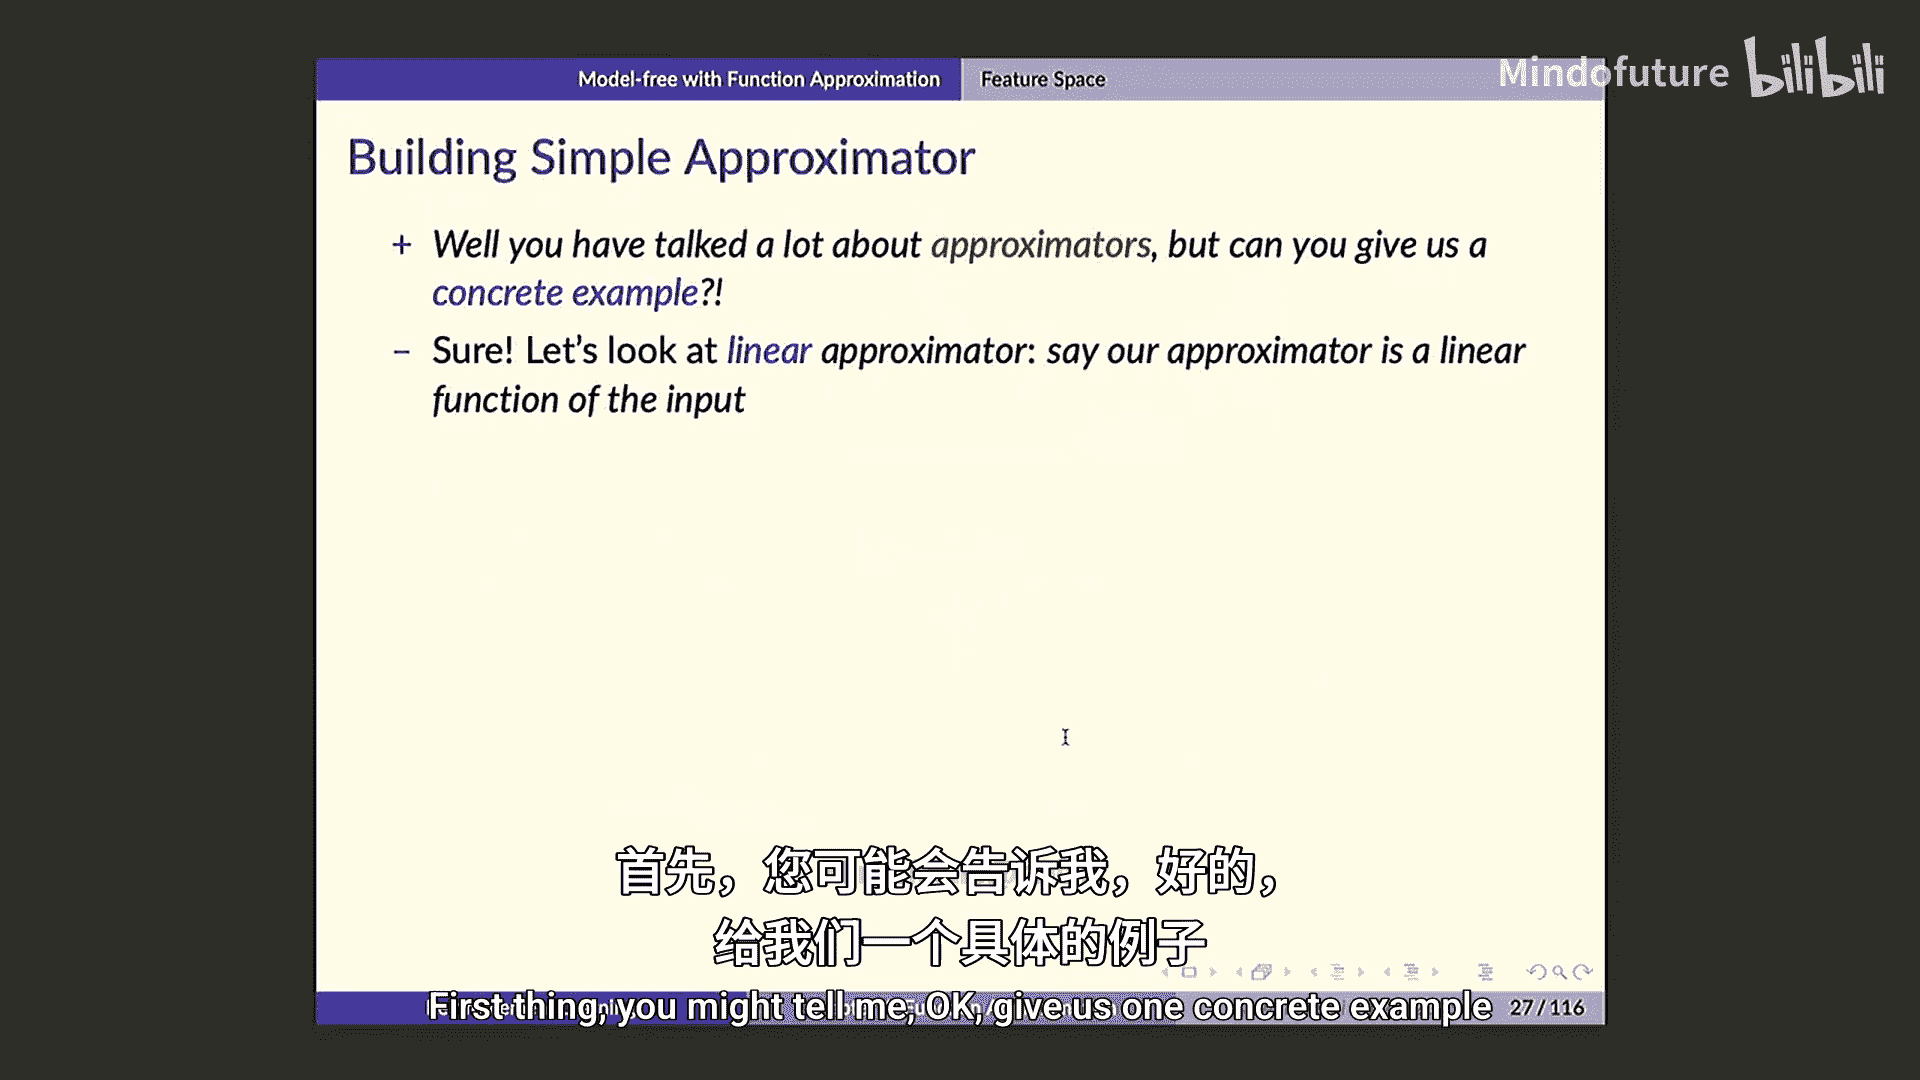 Model-free with Function Approximation
Feature Space
Mindofuture bilibili
Building Simple Approximator
+ Well you have talked a lot about approximators, but can you give us a
concrete example?!
– Sure! Let's look at linear approximator: say our approximator is a linear
function of the input
首先，您可能会告诉我，好的，
给我们一个具体的例子
First thing, you might tell me, OK, give us one concrete example
27 / 116